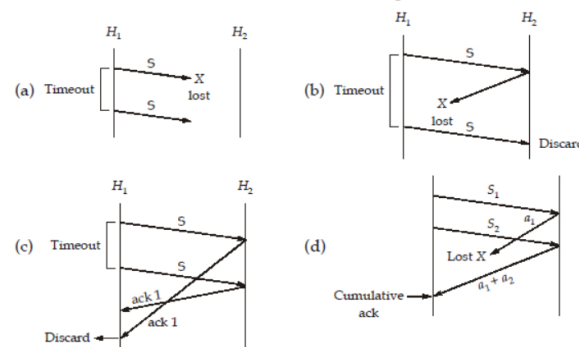 H1 H2
S
X
lost
Timeout
S
(a)
H1 H2
S
(b)
Timeout
X
lost
S
Discard
H1 H2
S
(c)
Timeout
S
ack 1
ack 1
Discard
S1
a1
S2
(d)
Lost X
a1 + a2
Cumulative
ack